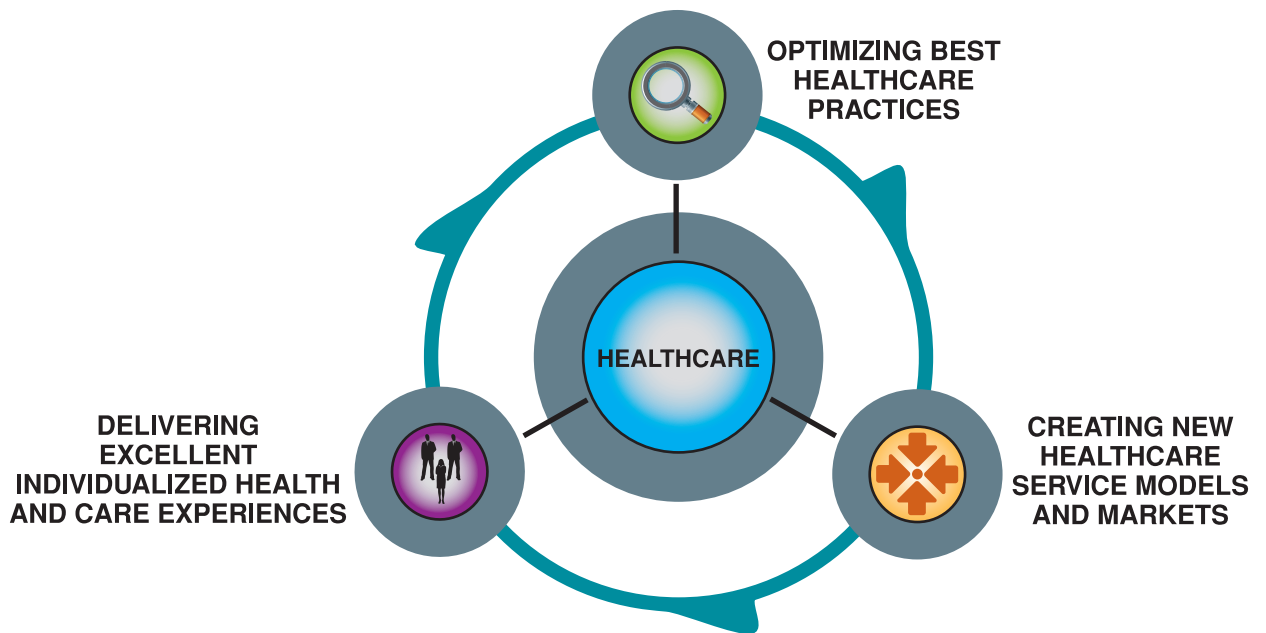 OPTIMIZING BEST
HEALTHCARE
PRACTICES
HEALTHCARE
DELIVERING
EXCELLENT
INDIVIDUALIZED HEALTH
AND CARE EXPERIENCES
CREATING NEW
HEALTHCARE
SERVICE MODELS
AND MARKETS